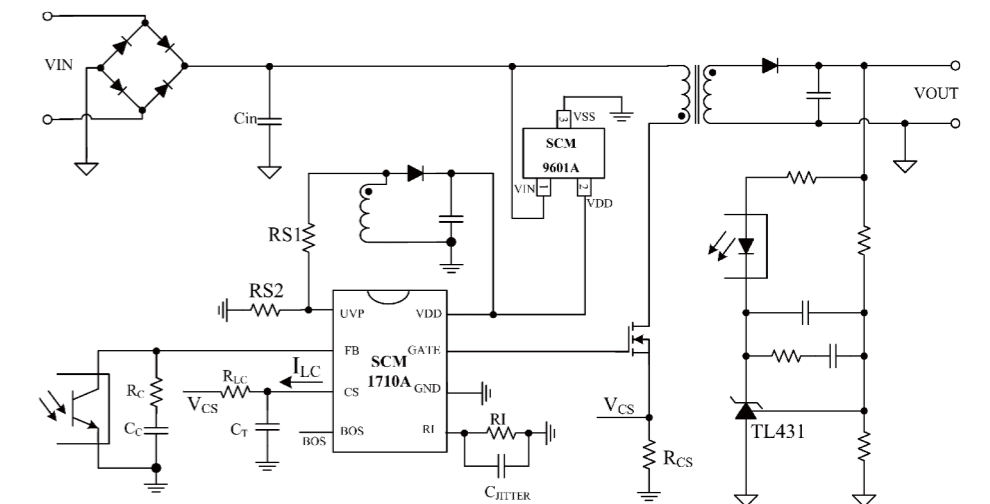 VIN
Cin
3
VSS
SCM
9601A
VIN
1
2
VDD
VOUT
RS1
RS2
UVP
VDD
FB
GATE
SCM
1710A
CS
GND
BOS
RI
ILC
RLC
VCS
CT
BOS
RC
CC
RI
CJITTER
VCS
RCS
TL431